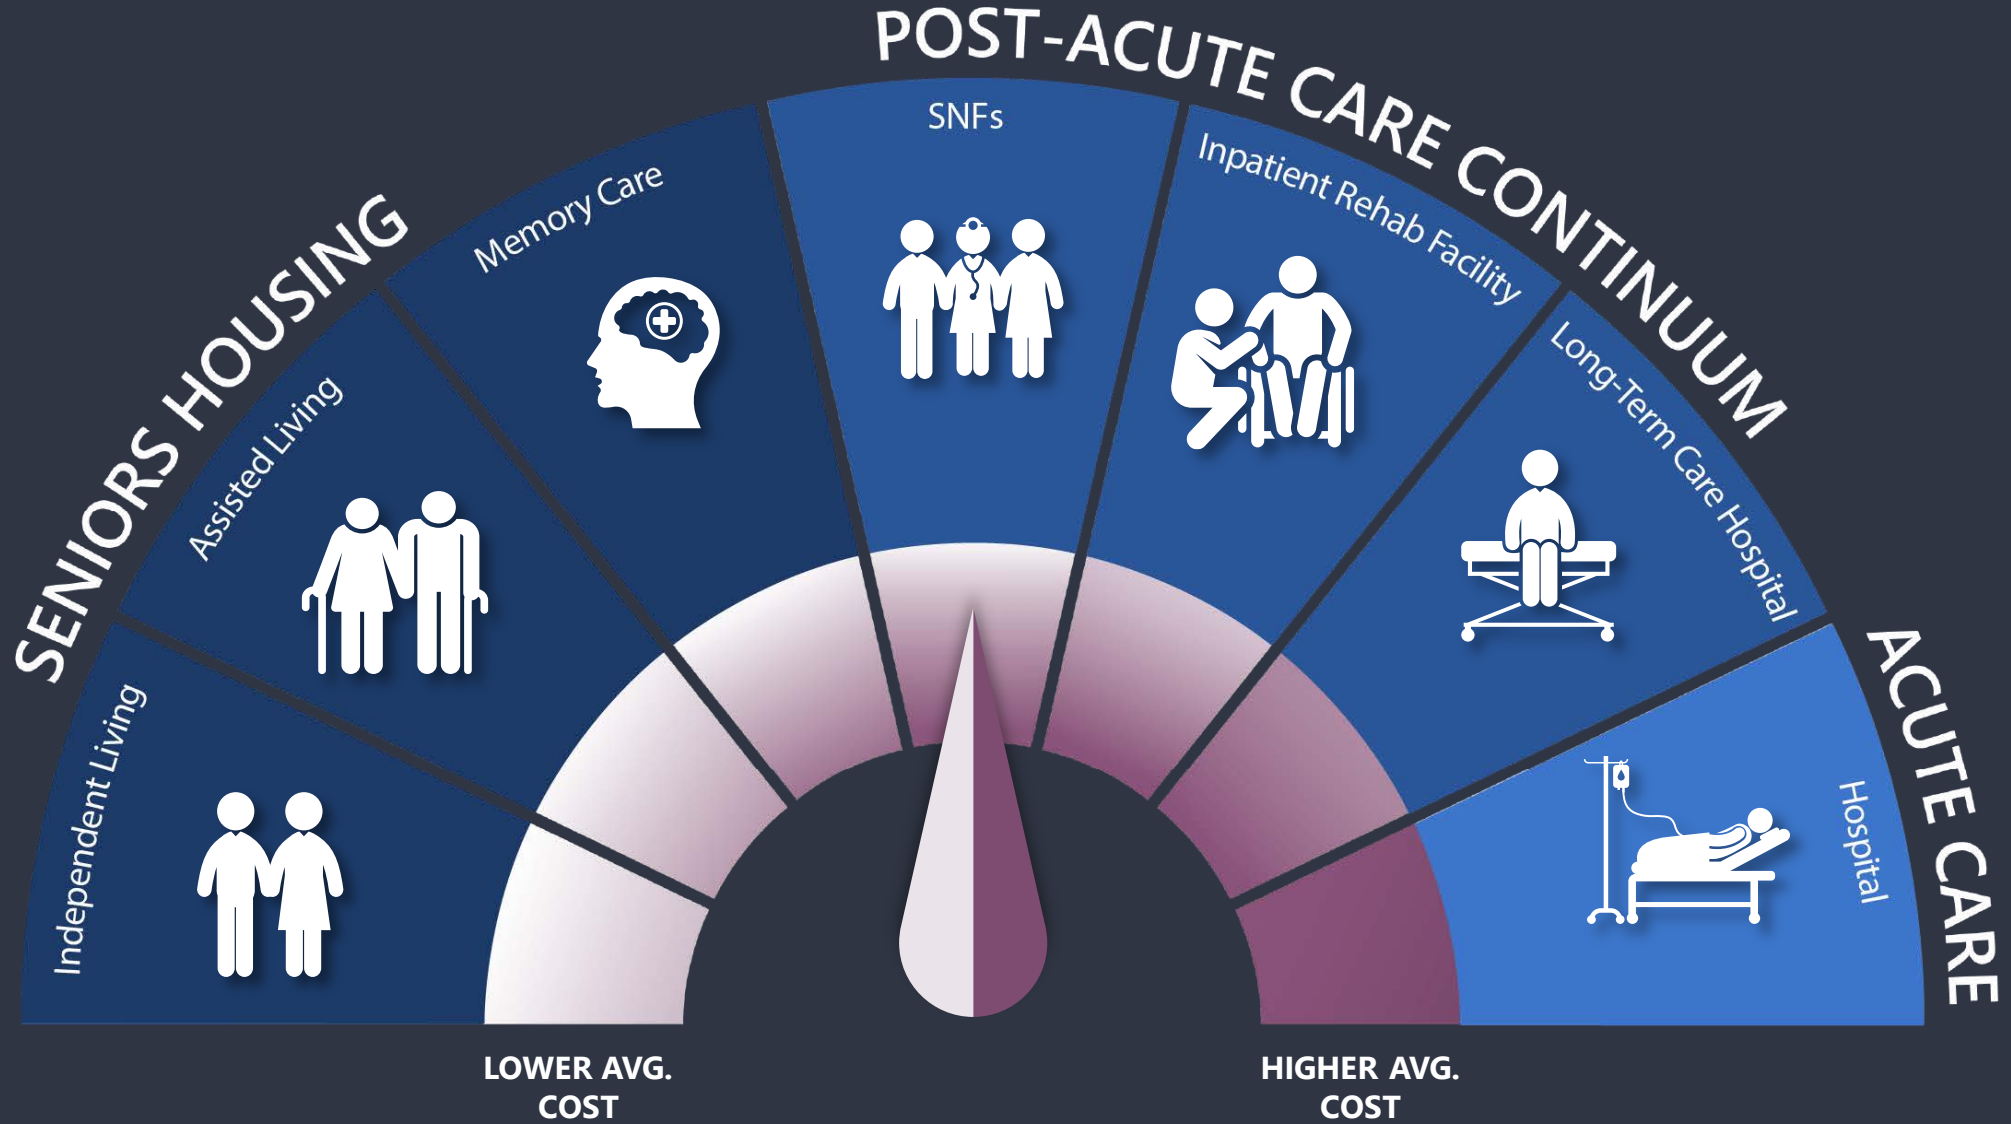 SENIORS HOUSING
POST-ACUTE CARE CONTINUUM
ACUTE CARE
Independent Living
Assisted Living
Memory Care
SNFs
Inpatient Rehab Facility
Long-Term Care Hospital
Hospital
LOWER AVG.
COST
HIGHER AVG.
COST